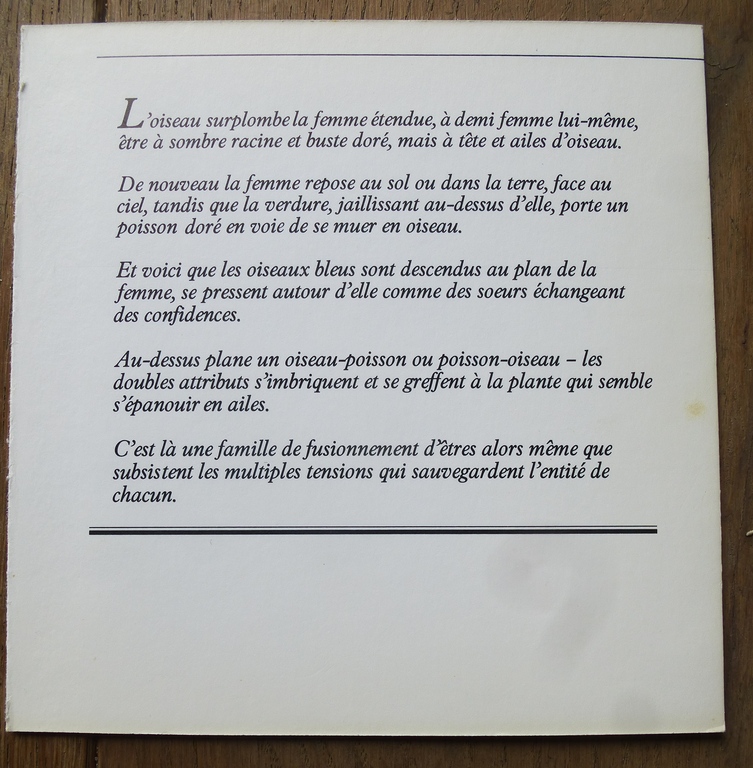 L'oiseau surplombe la femme étendue, à demi femme lui-même,
être à sombre racine et buste doré, mais à tête et ailes d'oiseau.
De nouveau la femme repose au sol ou dans la terre, face au
ciel, tandis que la verdure, jaillissant au-dessus d'elle, porte un
poisson doré en voie de se muer en oiseau.
Et voici que les oiseaux bleus sont descendus au plan de la
femme, se pressent autour d'elle comme des soeurs échangeant
des confidences.
Au-dessus plane un oiseau-poisson ou poisson-oiseau – les
doubles attributs s'imbriquent et se greffent à la plante qui semble
s'épanouir en ailes.
C'est là une famille de fusionnement d'êtres alors même que
subsistent les multiples tensions qui sauvegardent l'entité de
chacun.